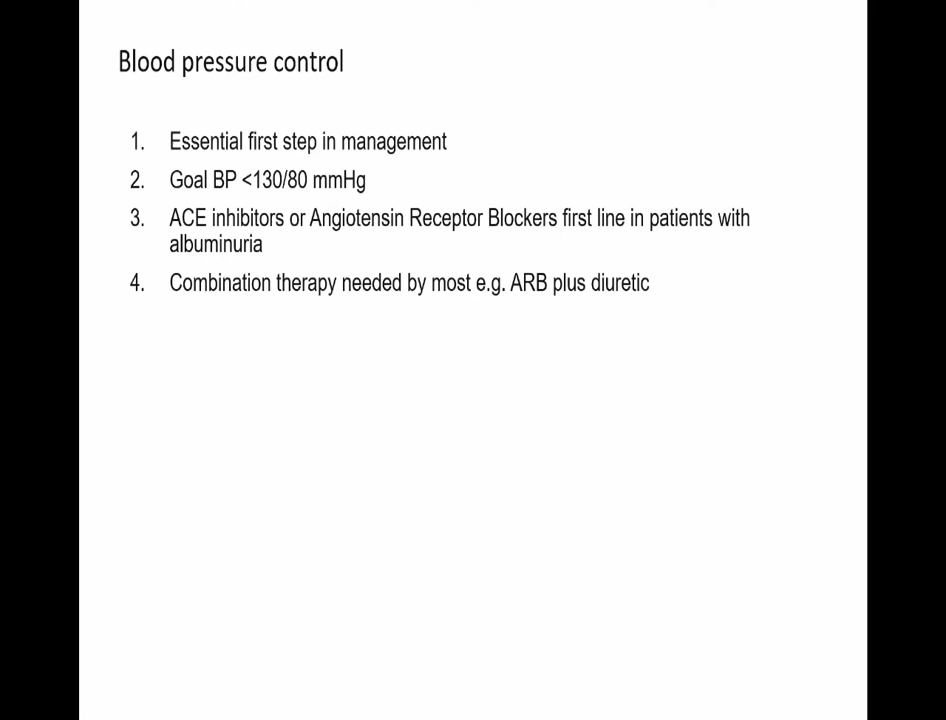 Blood pressure control
1. Essential first step in management
2. Goal BP <130/80 mmHg
3. ACE inhibitors or Angiotensin Receptor Blockers first line in patients with
albuminuria
4. Combination therapy needed by most e.g. ARB plus diuretic